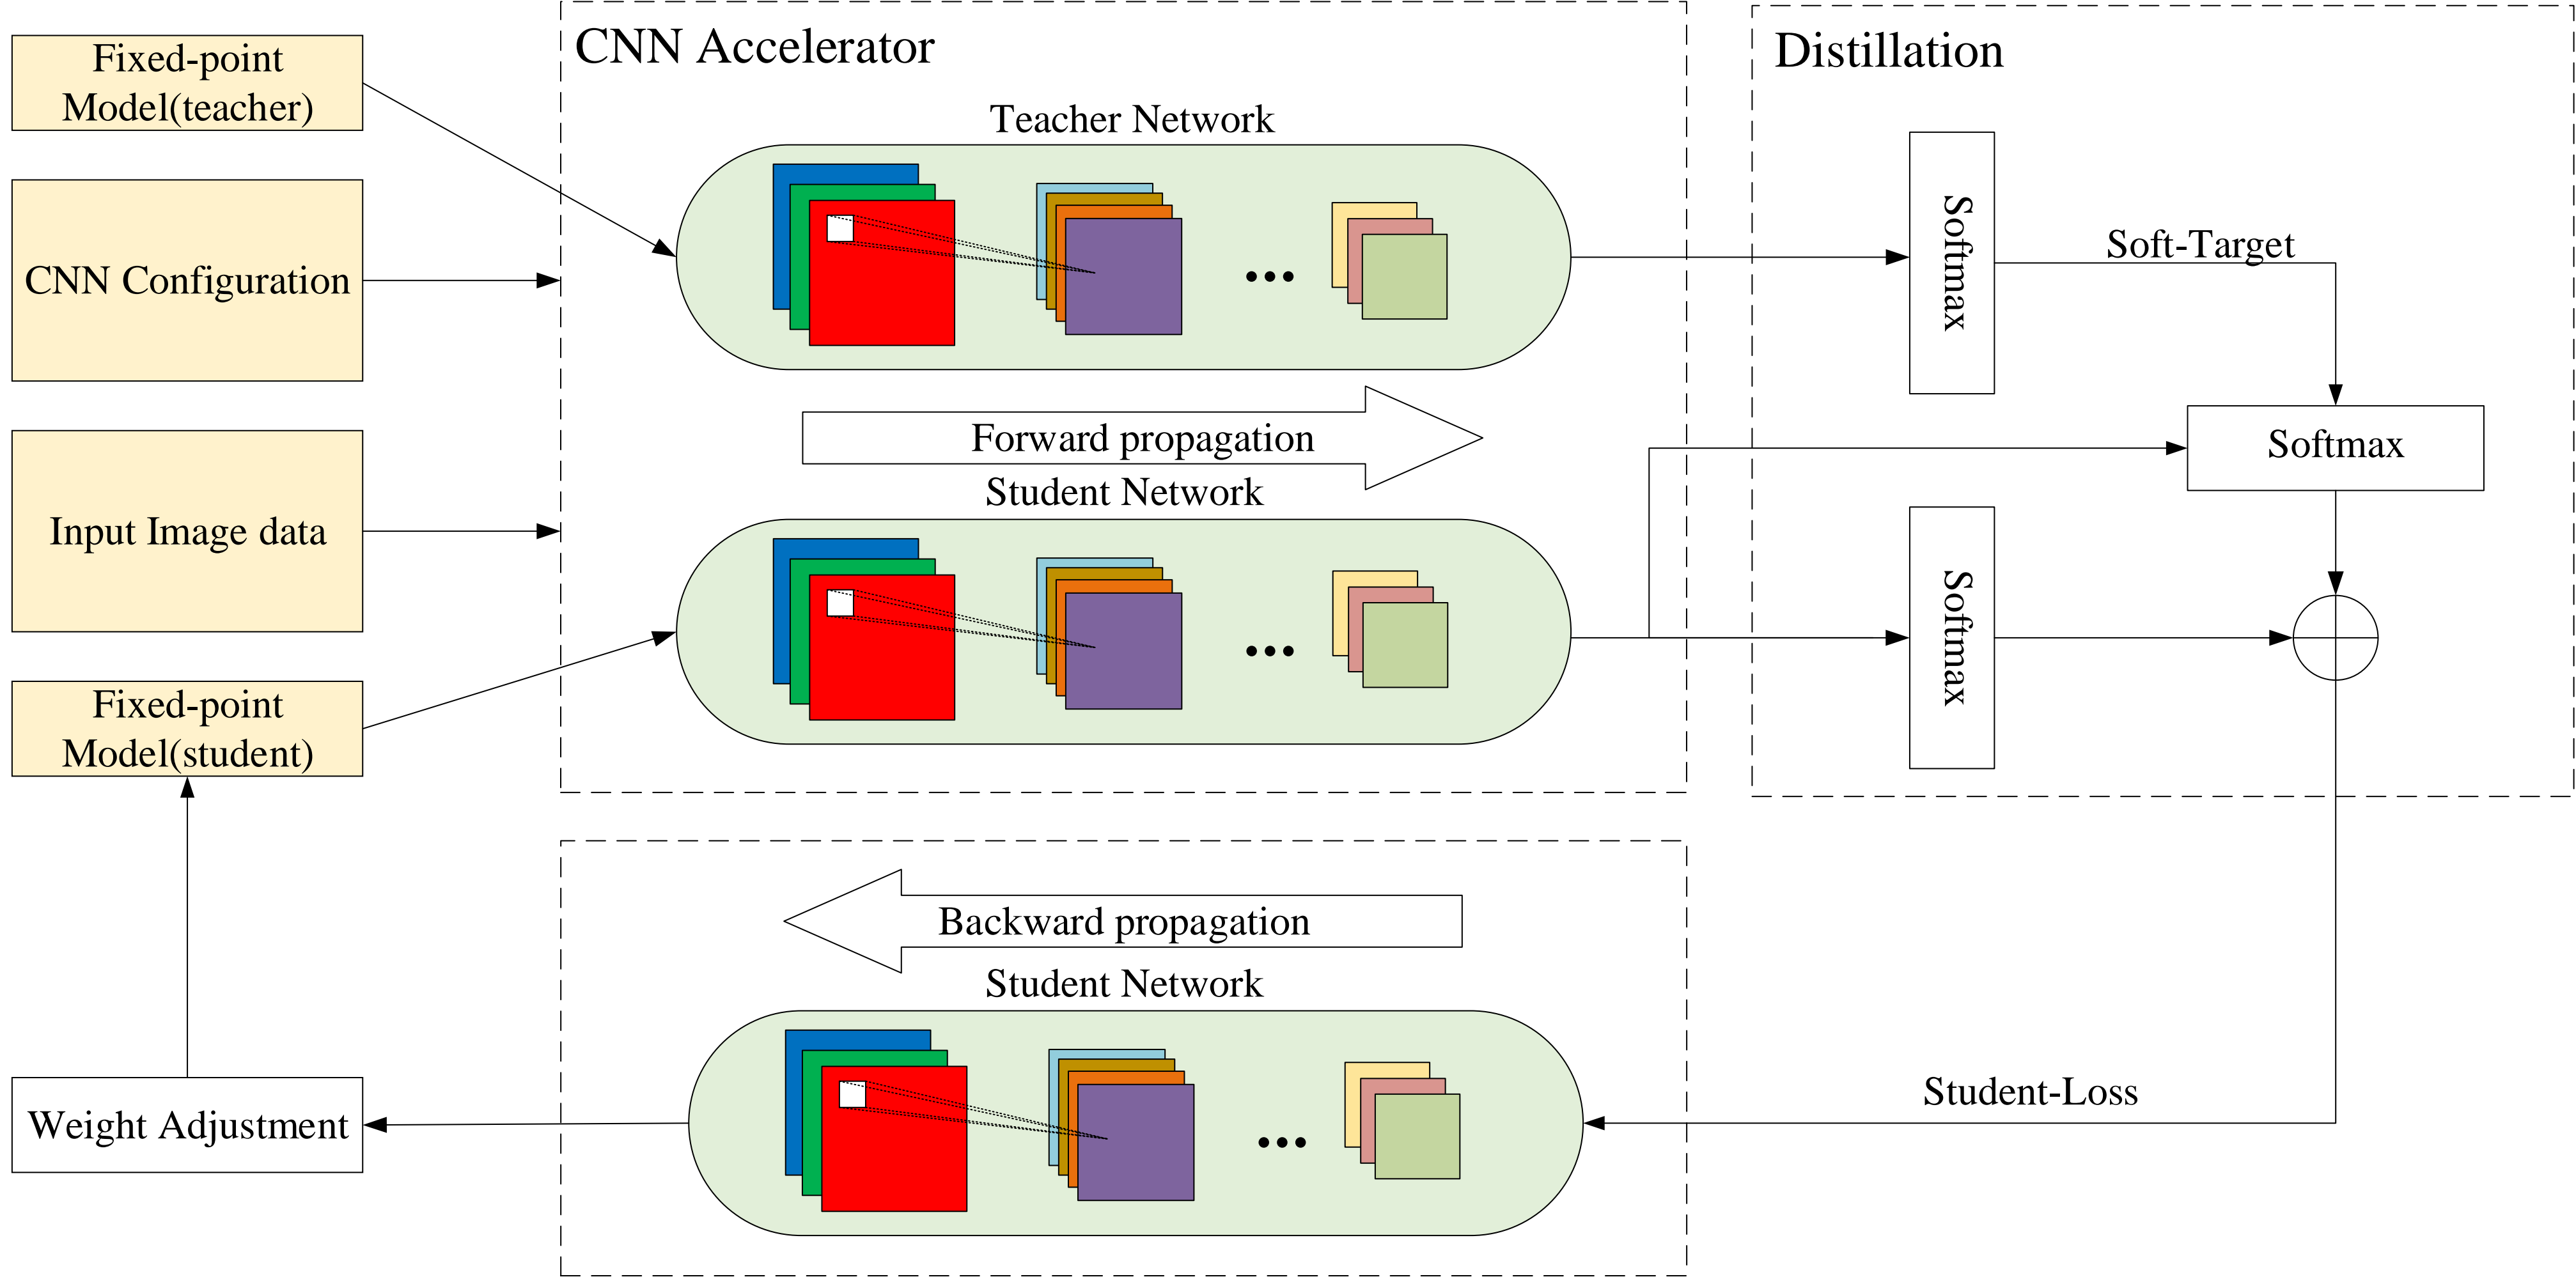 Fixed-point
Model(teacher)
CNN Configuration
Input Image data
Fixed-point
Model(student)
Weight Adjustment
CNN Accelerator
Teacher Network
Forward propagation
Student Network
Backward propagation
Student Network
Distillation
Softmax
Soft-Target
Softmax
Softmax
Student-Loss